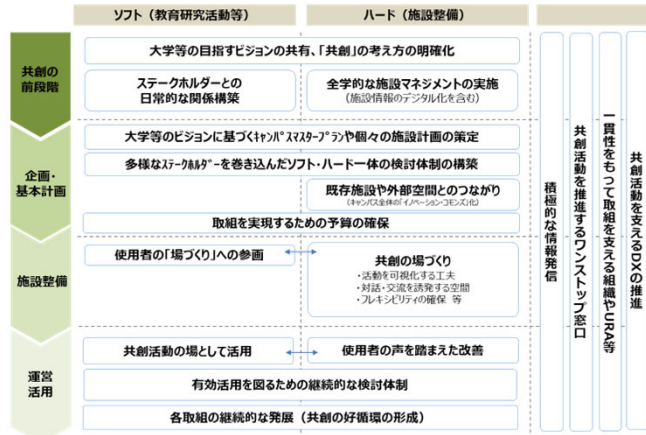 ソフト（教育研究活動等）
ハード（施設整備）
共創の
前段階
大学等の目指すビジョンの共有、「共創」の考え方の明確化
ステークホルダーとの
日常的な関係構築
全学的な施設マネジメントの実施
（施設情報のデジタル化を含む）
企画・
基本計画
大学等のビジョンに基づくキャンパスマスタープランや個々の施設計画の策定
多様なステークホルダーを巻き込んだソフト・ハード一体の検討体制の構築
既存施設や外部空間とのつながり
（キャンパス全体の「イノベーション・コモンズ」化）
取組を実現するための予算の確保
施設整備
使用者の「場づくり」への参画
共創の場づくり
・活動を可視化する工夫
・対話・交流を誘発する空間
・フレキシビリティの確保 等
運営
活用
共創活動の場として活用
使用者の声を踏まえた改善
有効活用を図るための継続的な検討体制
各取組の継続的な発展（共創の好循環の形成）
積極的な情報発信
共創活動を推進するワンストップ窓口
一貫性をもって取組を支える組織やURA等
共創活動を支えるDXの推進